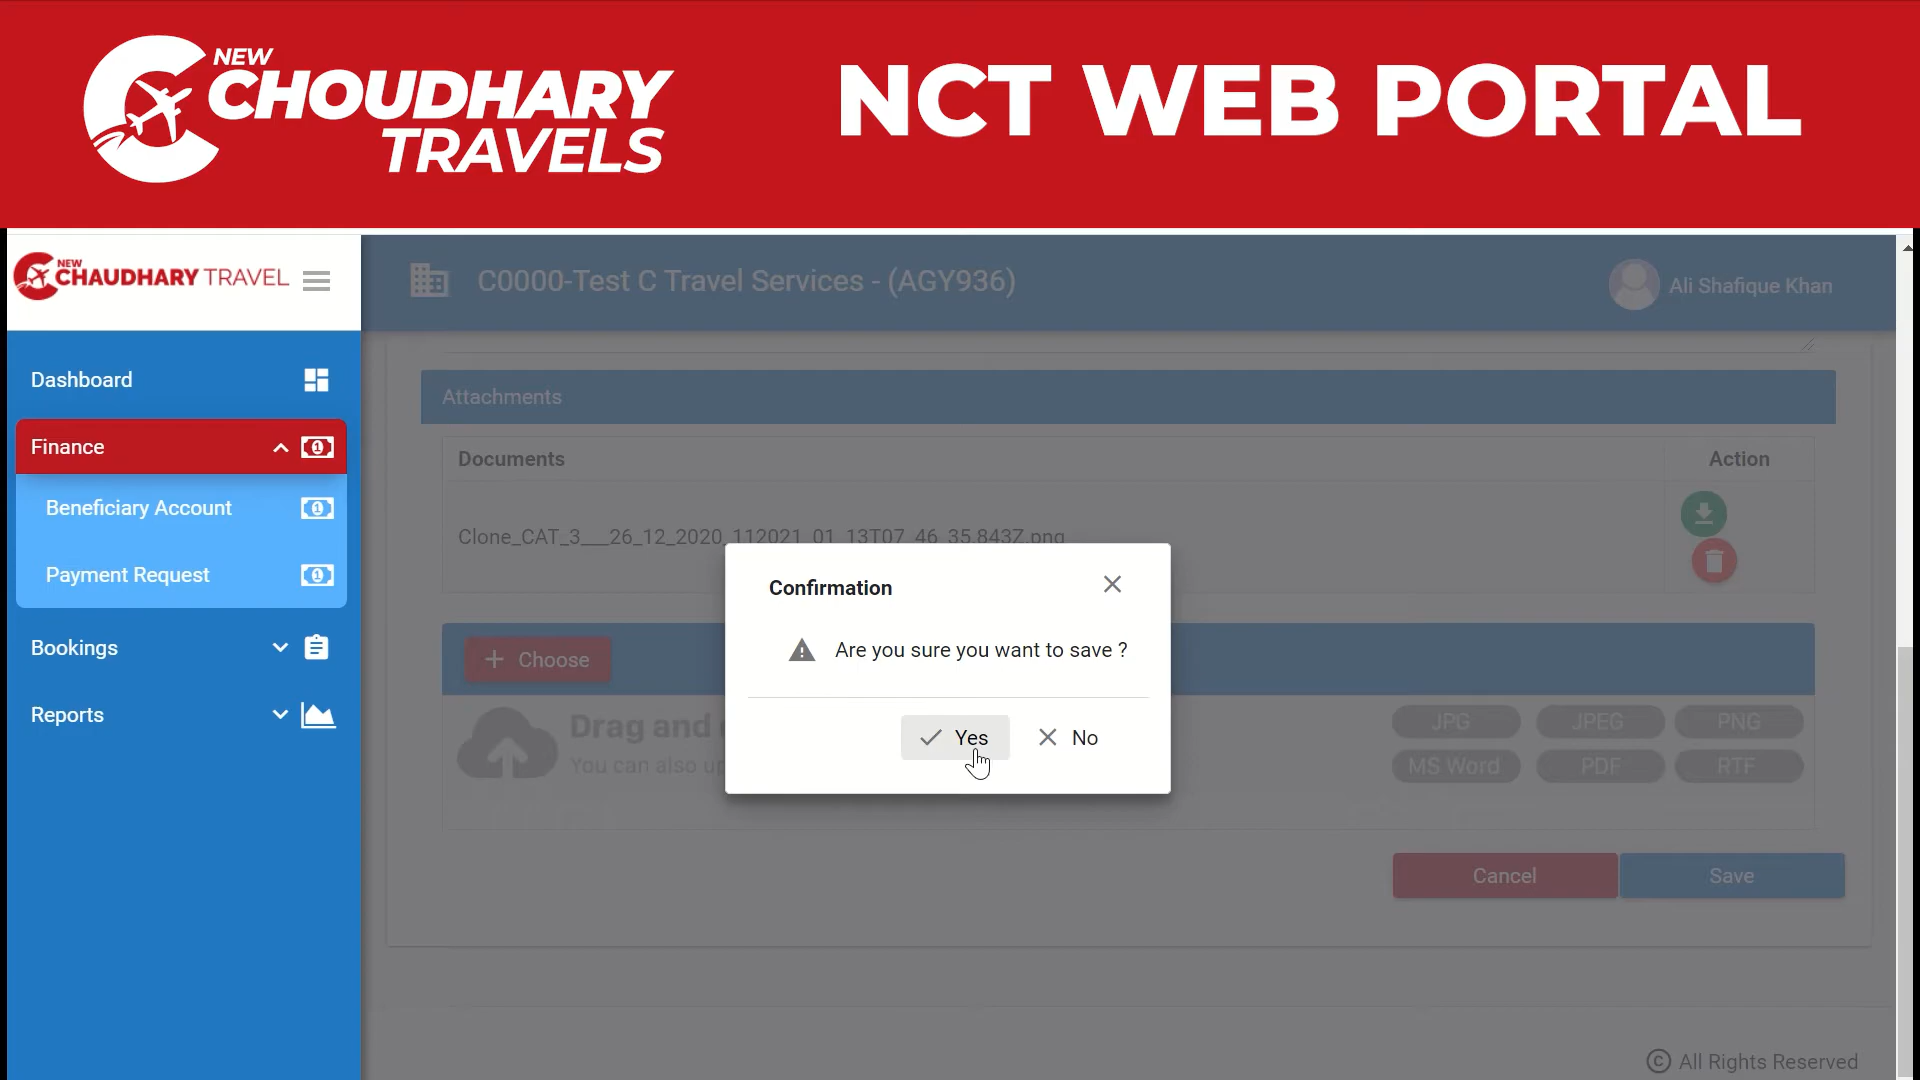 NEW
CHOUDHARY
TRAVELS
NCT WEB PORTAL
NEW
CHAUDHARY TRAVEL
C0000-Test C Travel Services - (AGY936)
Ali Shafique Khan
Dashboard
Finance
Beneficiary Account
Payment Request
Bookings
Reports
Attachments
Documents
Action
Clone_CAT_3___26_12_2020_112021_01_13T07_46_35.843Z.png
Confirmation
Are you sure you want to save ?
Yes
No
Choose
Drag and
You can also
JPG
JPEG
PNG
MS Word
PDF
RTF
Cancel
Save
© All Rights Reserved